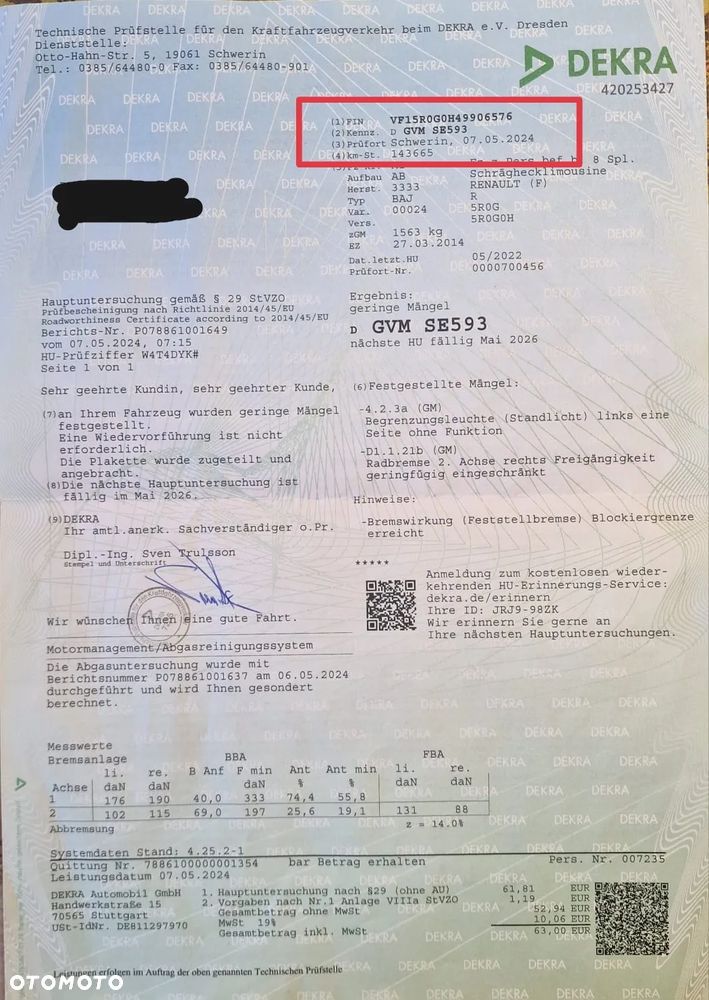 Technische Prüfstelle für den Kraftfahrzeugverkehr beim DEKRA e.V. Dresden
Dienststelle:
Otto-Hahn-Str. 5, 19061 Schwerin
Tel.: 0385/64480-0 Fax: 0385/64480-901
DEKRA
420253427
(1) FIN VF15R0G0H49906576
(2) Kennz. D GVM SE593
(3) Prüfort Schwerin, 07.05.2024
(4) km-St. 143665
Fz.z.Pers.bef.b. 8 Spl.
Aufbau AB Schräghecklimousine
Herst. 3333 RENAULT (F)
Typ BAJ R
Var. 00024 5R0G
Vers. 5R0G0H
zGM 1563 kg
EZ 27.03.2014
Dat.letzt.HU 05/2022
Prüfort-Nr. 0000700456
Hauptuntersuchung gemäß § 29 StVZO
Prüfbescheinigung nach Richtlinie 2014/45/EU
Roadworthiness Certificate according to 2014/45/EU
Berichts-Nr. P078861001649
vom 07.05.2024, 07:15
HU-Prüfziffer W4T4DYK#
Seite 1 von 1
Ergebnis:
geringe Mängel
D GVM SE593
nächste HU fällig Mai 2026
Sehr geehrte Kundin, sehr geehrter Kunde,
(7) an Ihrem Fahrzeug wurden geringe Mängel
festgestellt.
Eine Wiedervorführung ist nicht
erforderlich.
Die Plakette wurde zugeteilt und
angebracht.
(8) Die nächste Hauptuntersuchung ist
fällig im Mai 2026.
(9) DEKRA
Ihr amtl.anerk. Sachverständiger o.Pr.
Dipl.-Ing. Sven Trulsson
Stempel und Unterschrift
Wir wünschen Ihnen eine gute Fahrt.
(6) Festgestellte Mängel:
-4.2.3a (GM)
Begrenzungsleuchte (Standlicht) links eine
Seite ohne Funktion
-D1.1.21b (GM)
Radbremse 2. Achse rechts Freigängigkeit
geringfügig eingeschränkt
Hinweise:
-Bremswirkung (Feststellbremse) Blockiergrenze
erreicht
*****
Anmeldung zum kostenlosen wieder-
kehrenden HU-Erinnerungs-Service:
dekra.de/erinnern
Ihre ID: JRJ9-98ZK
Wir erinnern Sie gerne an
Ihre nächsten Hauptuntersuchungen.
Motormanagement/Abgasreinigungssystem
Die Abgasuntersuchung wurde mit
Berichtsnummer P078861001637 am 06.05.2024
durchgeführt und wird Ihnen gesondert
berechnet.
Messwerte
Bremsanlage BBA FBA
li. re. B Anf F min Ant Ant min li. re.
Achse daN daN daN % % daN daN
1 176 190 40,0 333 74,4 55,8
2 102 115 69,0 197 25,6 19,1 131 88
Abbremsung z = 14.0%
Systemdaten Stand: 4.25.2-1
Quittung Nr. 7886100000001354 bar Betrag erhalten Pers. Nr. 007235
Leistungsdatum 07.05.2024
DEKRA Automobil GmbH
Handwerkstraße 15
70565 Stuttgart
USt-IdNr. DE811297970
1. Hauptuntersuchung nach §29 (ohne AU) 61,81 EUR
2. Vorgaben nach Nr.1 Anlage VIIIa StVZO 1,19 EUR
Gesamtbetrag ohne MwSt 52,94 EUR
MwSt 19% 10,06 EUR
Gesamtbetrag inkl. MwSt 63,00 EUR
Leistungen erfolgen im Auftrag der oben genannten Technischen Prüfstelle
OTOMOTO